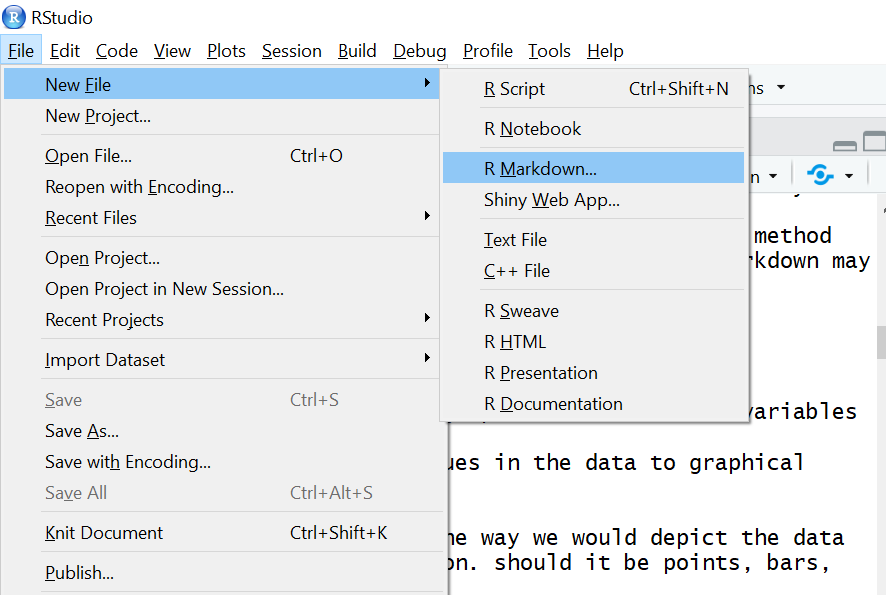 R RStudio
File Edit Code View Plots Session Build Debug Profile Tools Help
New File
New Project...
Open File... Ctrl+O
Reopen with Encoding...
Recent Files
Open Project...
Open Project in New Session...
Recent Projects
Import Dataset
Save Ctrl+S
Save As...
Save with Encoding...
Save All Ctrl+Alt+S
Knit Document Ctrl+Shift+K
Publish...
R Script Ctrl+Shift+N
R Notebook
R Markdown...
Shiny Web App...
Text File
C++ File
R Sweave
R HTML
R Presentation
R Documentation
method
rkdown may
variables
ues in the data to graphical
he way we would depict the data
on. should it be points, bars,